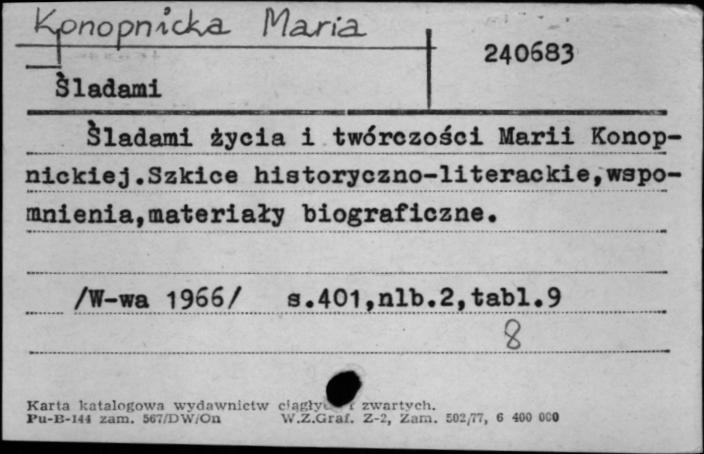 Konopnicka Maria
240683
Śladami
Śladami życia i twórczości Marii Konop-
nickiej.Szkice historyczno-literackie,wspo-
mnienia,materiały biograficzne.
/W-wa 1966/ s.401,nlb.2,tabl.9
8
Karta katalogowa wydawnictw i zwartych.
Pu-B-144 zam. 567/DW/On W.Z.Graf. Z-2, Zam. 502/77, 6 400 000